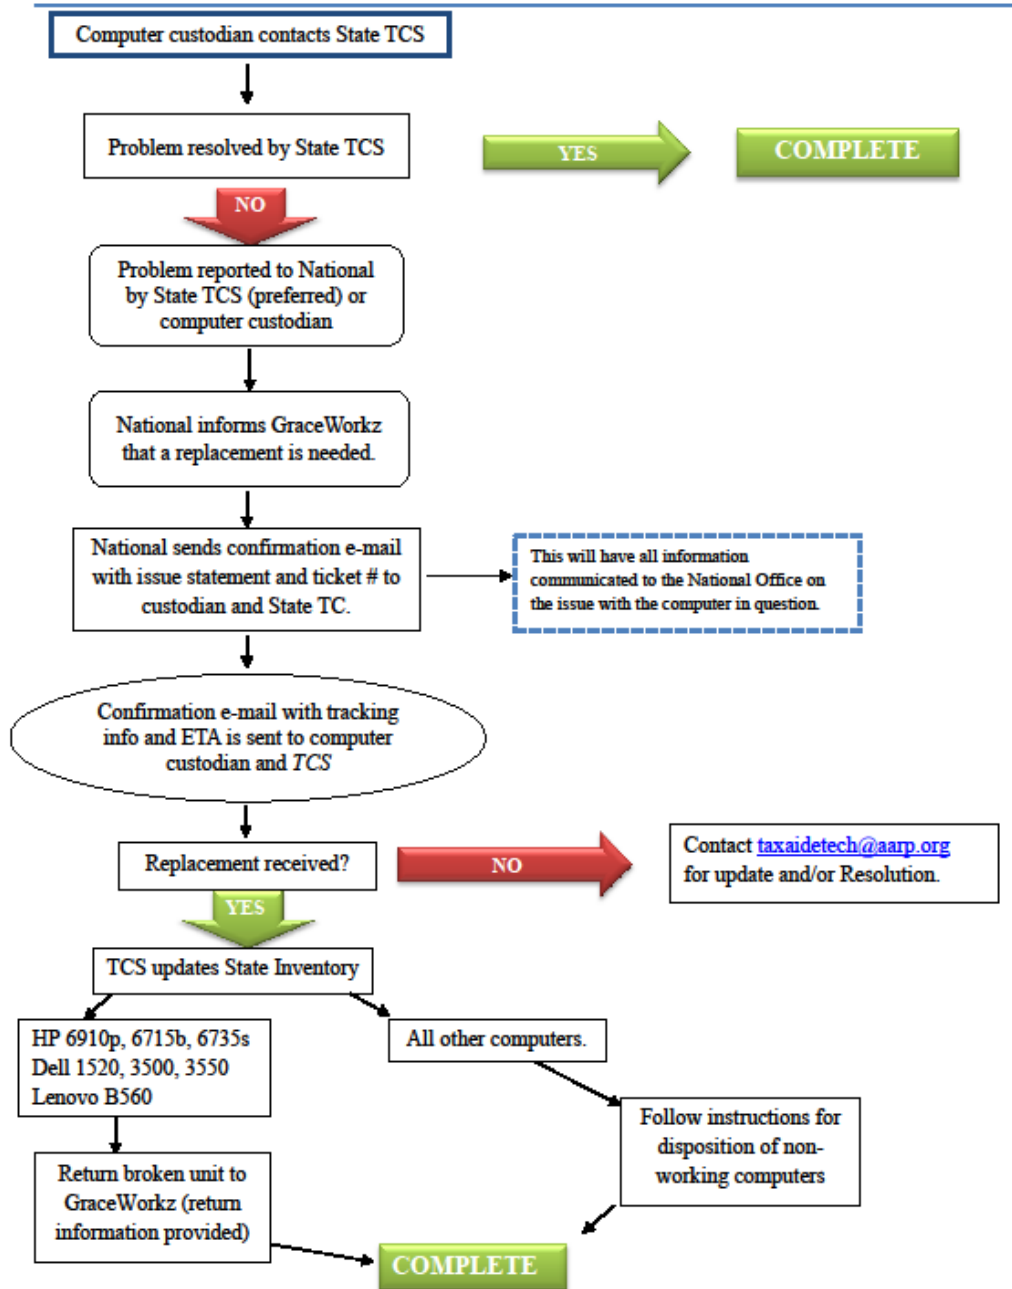 Computer custodian contacts State TCS
Problem resolved by State TCS
YES
COMPLETE
NO
Problem reported to National
by State TCS (preferred) or
computer custodian
National informs GraceWorkz
that a replacement is needed.
National sends confirmation e-mail
with issue statement and ticket # to
custodian and State TC.
This will have all information
communicated to the National Office on
the issue with the computer in question.
Confirmation e-mail with tracking
info and ETA is sent to computer
custodian and TCS
Replacement received?
NO
Contact taxaidetech@aarp.org
for update and/or Resolution.
YES
TCS updates State Inventory
HP 6910p, 6715b, 6735s
Dell 1520, 3500, 3550
Lenovo B560
All other computers.
Follow instructions for
disposition of non-
working computers
Return broken unit to
GraceWorkz (return
information provided)
COMPLETE